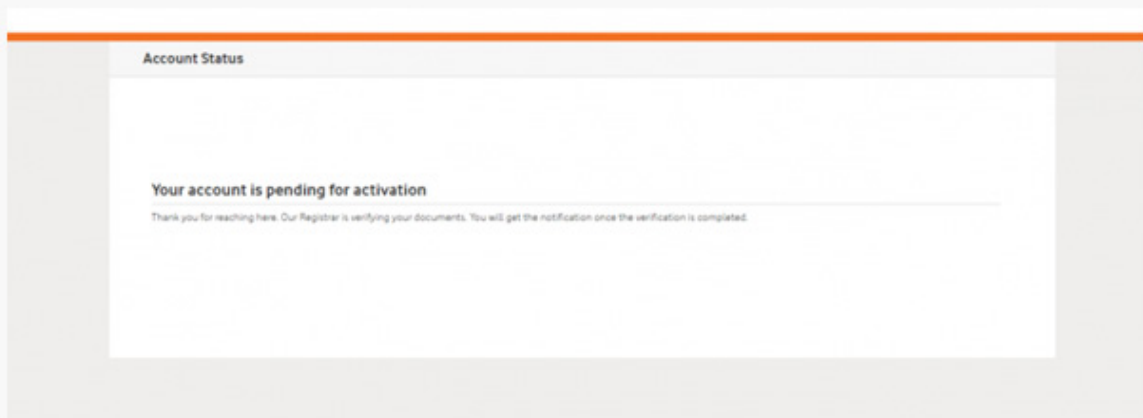 Account Status
Your account is pending for activation
Thank you for reaching here. Our Registrar is verifying your documents. You will get the notification once the verification is completed.